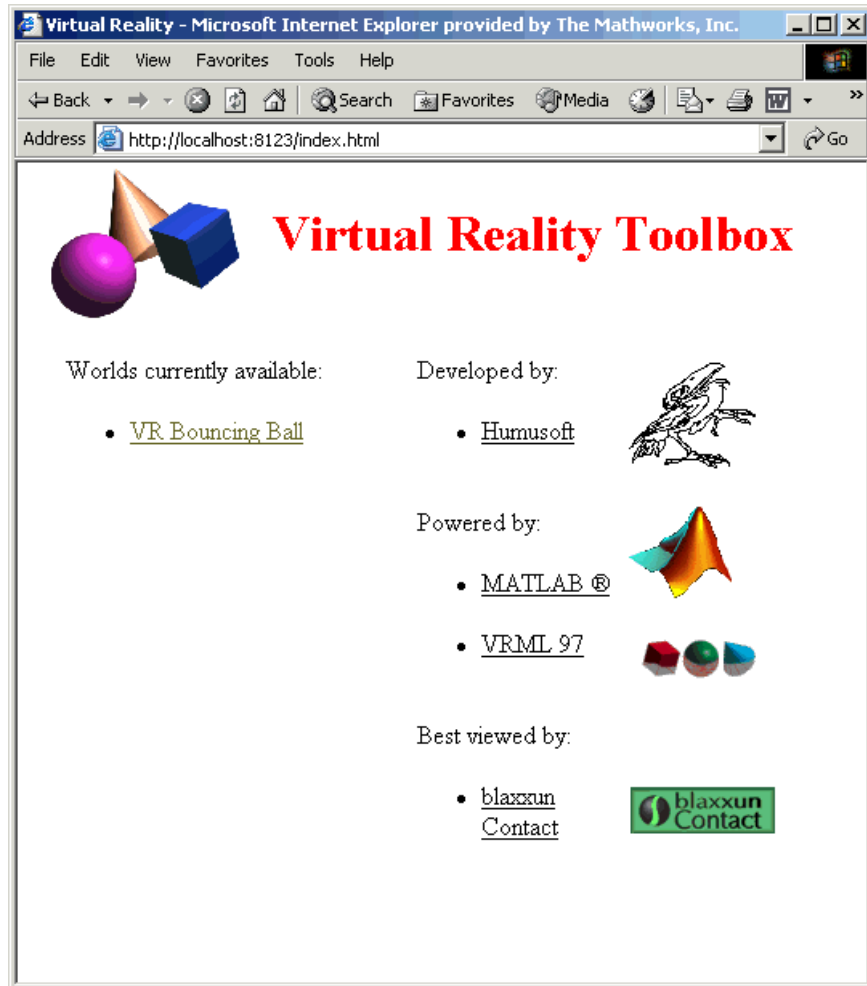 Virtual Reality - Microsoft Internet Explorer provided by The Mathworks, Inc.
File Edit View Favorites Tools Help
Back Search Favorites Media W »
Address http://localhost:8123/index.html Go
Virtual Reality Toolbox
Worlds currently available:
• VR Bouncing Ball
Developed by:
• Humusoft
Powered by:
• MATLAB ®
• VRML 97
Best viewed by:
• blaxxun
Contact
blaxxun
Contact